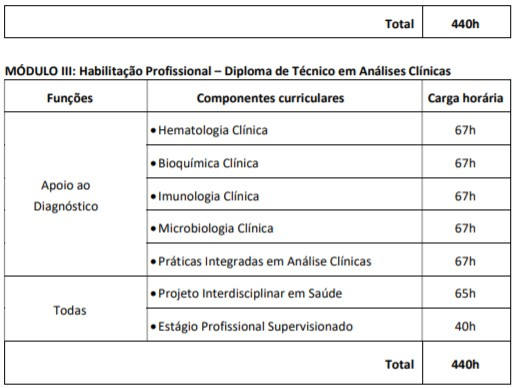 Total 440h
MÓDULO III: Habilitação Profissional – Diploma de Técnico em Análises Clínicas
Funções Componentes curriculares Carga horária
Apoio ao
Diagnóstico
• Hematologia Clínica 67h
• Bioquímica Clínica 67h
• Imunologia Clínica 67h
• Microbiologia Clínica 67h
• Práticas Integradas em Análise Clínicas 67h
Todas
• Projeto Interdisciplinar em Saúde 65h
• Estágio Profissional Supervisionado 40h
Total 440h